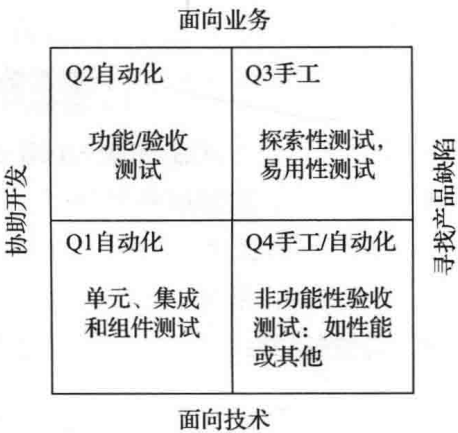 面向业务
Q2自动化
功能/验收
测试
Q3手工
探索性测试，
易用性测试
协助开发
寻找产品缺陷
Q1自动化
单元、集成
和组件测试
Q4手工/自动化
非功能性验收
测试：如性能
或其他
面向技术